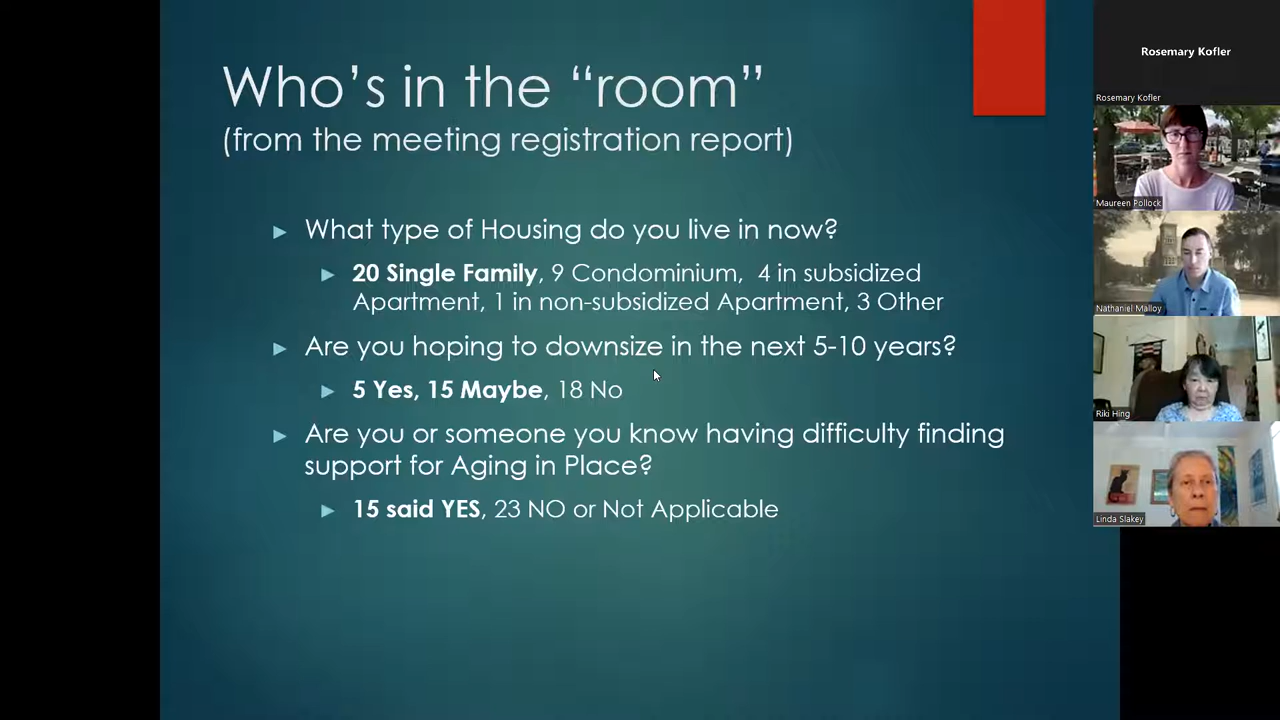 Who's in the “room”
(from the meeting registration report)
► What type of Housing do you live in now?
► 20 Single Family, 9 Condominium, 4 in subsidized
Apartment, 1 in non-subsidized Apartment, 3 Other
► Are you hoping to downsize in the next 5-10 years?
► 5 Yes, 15 Maybe, 18 No
► Are you or someone you know having difficulty finding
support for Aging in Place?
► 15 said YES, 23 NO or Not Applicable
Rosemary Kofler
Rosemary Kofler
Maureen Pollock
Nathaniel Malloy
Riki Hing
Linda Slakey